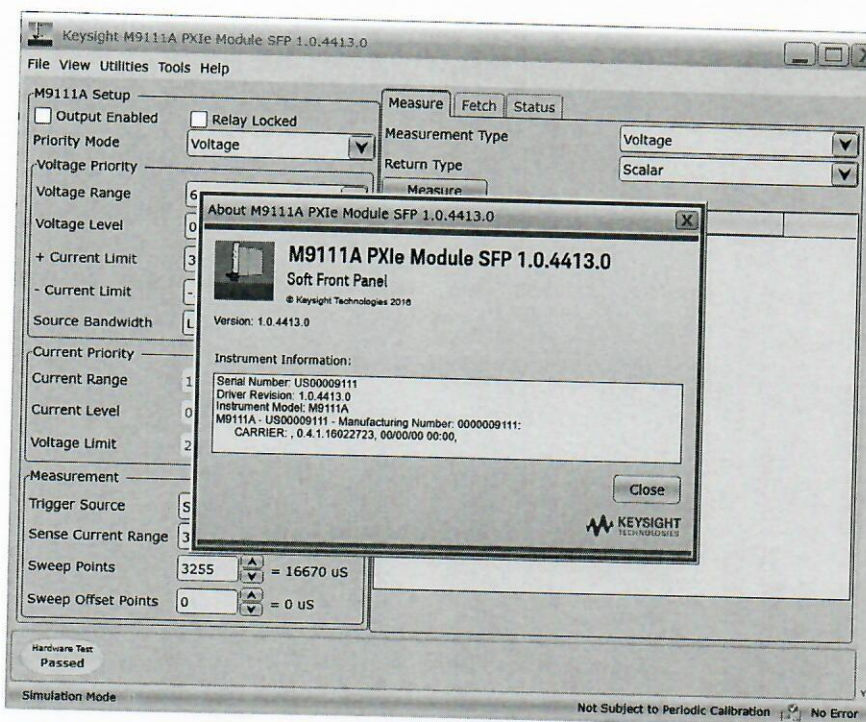 Keysight M9111A PXIe Module SFP 1.0.4413.0
File View Utilities Tools Help
M9111A Setup
Output Enabled
Relay Locked
Priority Mode
Voltage
Voltage Priority
Voltage Range
6
Voltage Level
0
+ Current Limit
3
- Current Limit
-
Source Bandwidth
L
Current Priority
Current Range
1
Current Level
0
Voltage Limit
2
Measurement
Trigger Source
S
Sense Current Range
3
Sweep Points
3255
= 16670 uS
Sweep Offset Points
0
= 0 uS
Measure Fetch Status
Measurement Type
Voltage
Return Type
Scalar
Measure
About M9111A PXIe Module SFP 1.0.4413.0
X
M9111A PXIe Module SFP 1.0.4413.0
Soft Front Panel
© Keysight Technologies 2016
Version: 1.0.4413.0
Instrument Information:
Serial Number: US00009111
Driver Revision: 1.0.4413.0
Instrument Model: M9111A
M9111A - US00009111 - Manufacturing Number: 0000009111:
CARRIER: , 0.4.1.16022723, 00/00/00 00:00,
Close
KEYSIGHT
TECHNOLOGIES
Hardware Test
Passed
Simulation Mode
Not Subject to Periodic Calibration
No Error